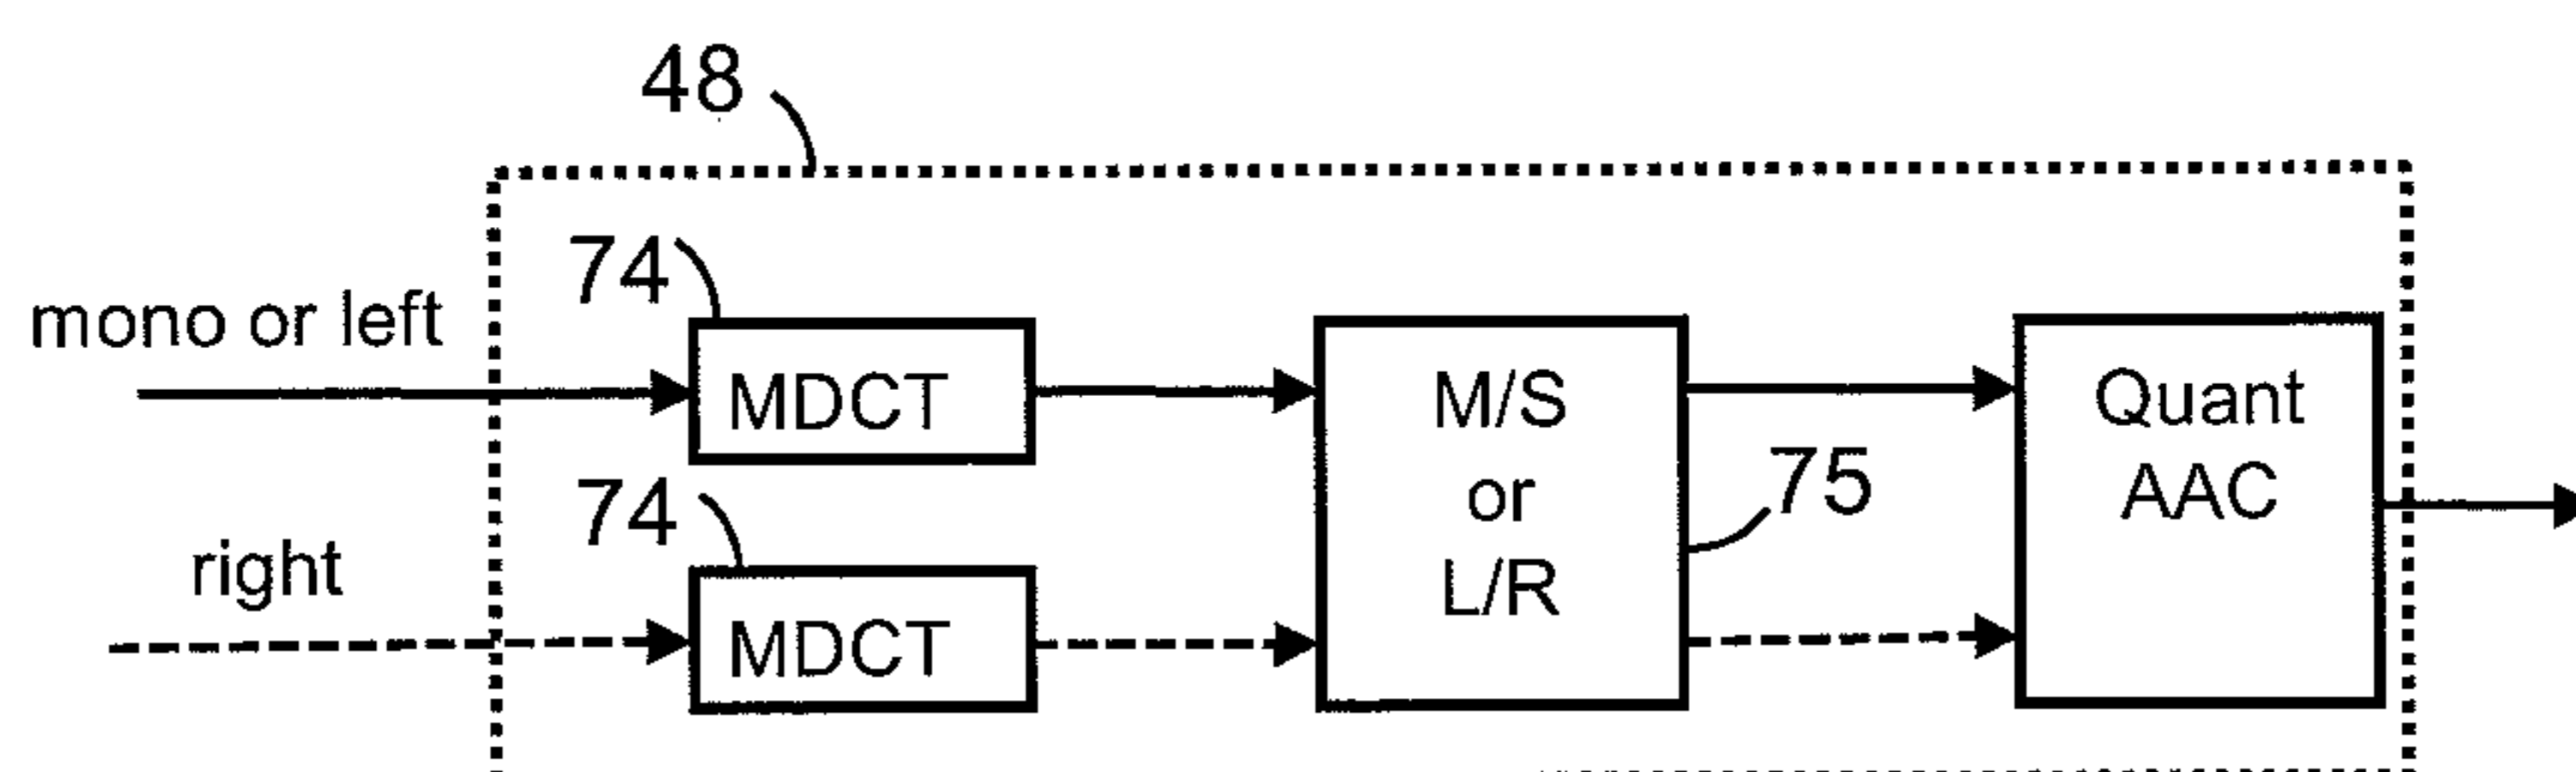 48
74
mono or left
MDCT
M/S
or
L/R
Quant
AAC
75
74
right
MDCT